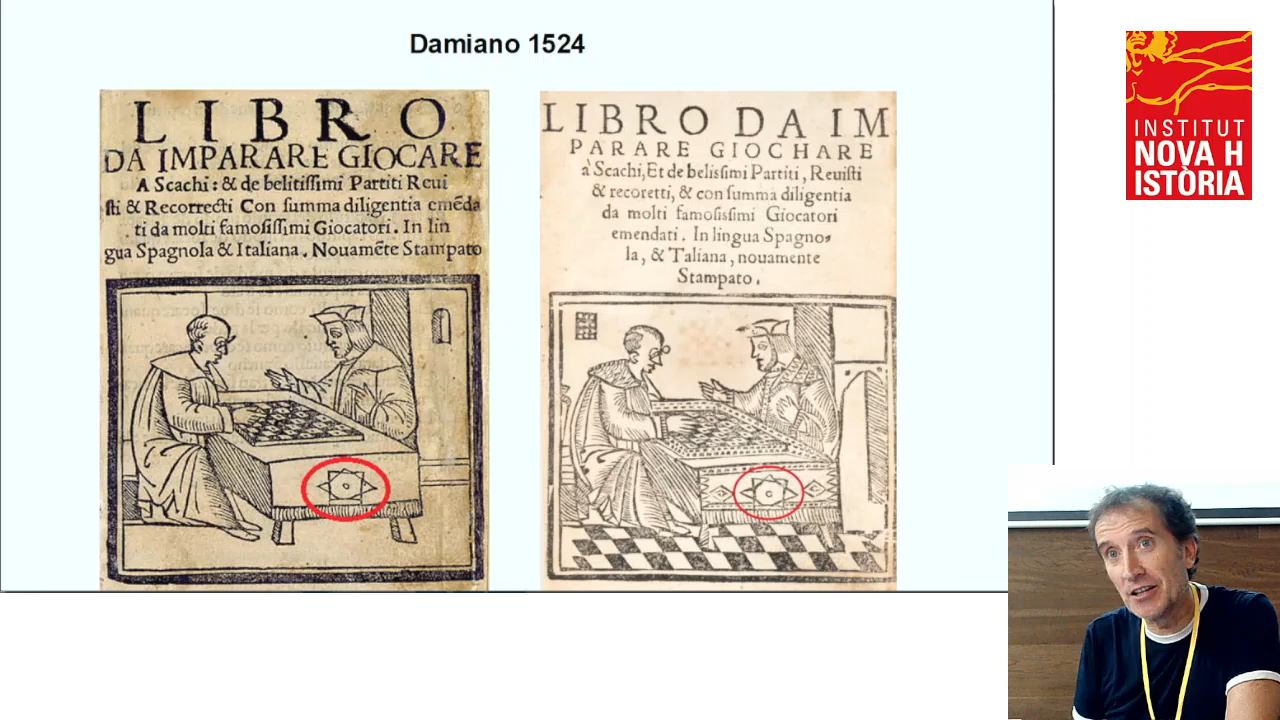 Damiano 1524
LIBRO
DA IMPARARE GIOCARE
A Scachi: & de belitissimi Partiti Reui
sti & Recorrecti Con summa diligentia emēda
ti da molti famosissimi Giocatori. In lin
gua Spagnola & Italiana. Nouamēte Stampato
LIBRO DA IM
PARARE GIOCHARE
à Scachi, Et de belissimi Partiti, Reuisti
& recoretti, & con summa diligentia
da molti famosissimi Giocatori
emendati. In lingua Spagno-
la, & Taliana, nouamente
Stampato.
INSTITUT
NOVA H
ISTÒRIA